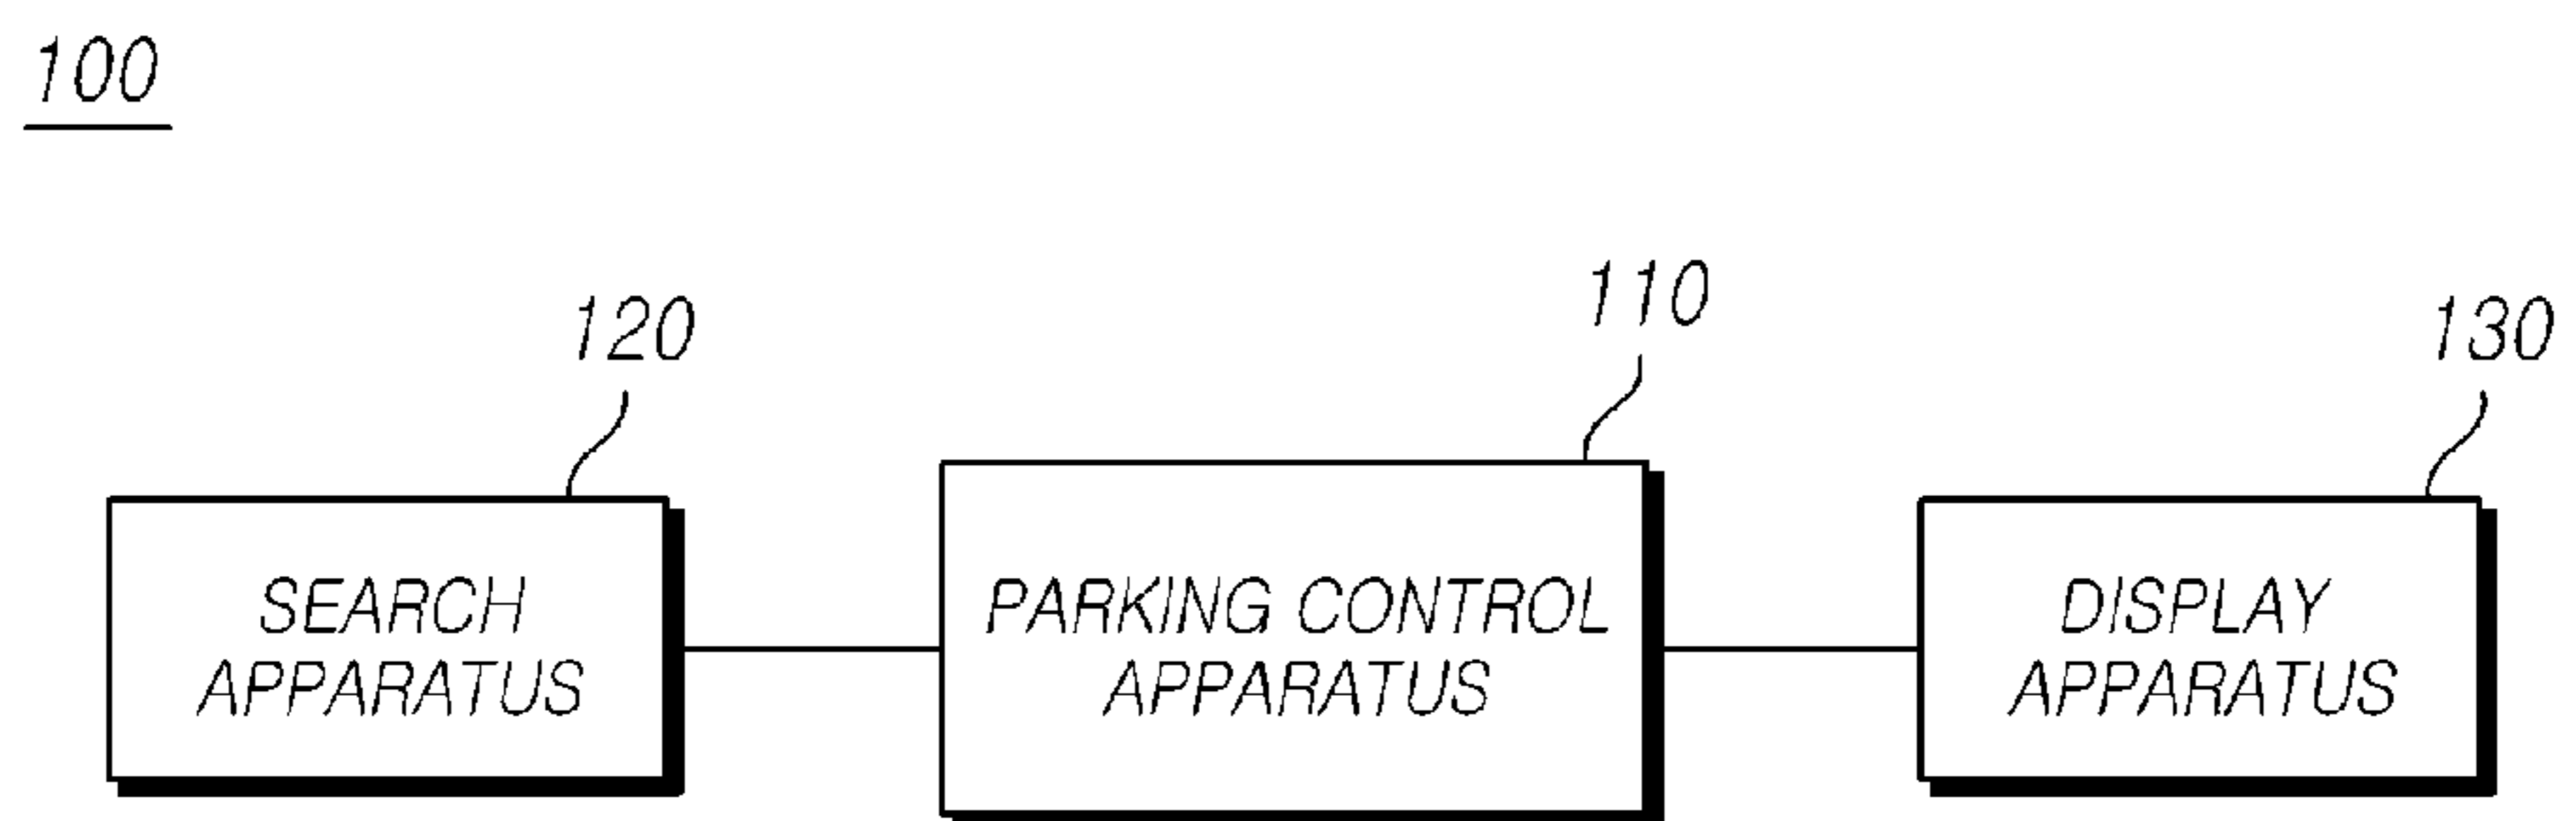 100
120
110
130
SEARCH
APPARATUS
PARKING CONTROL
APPARATUS
DISPLAY
APPARATUS